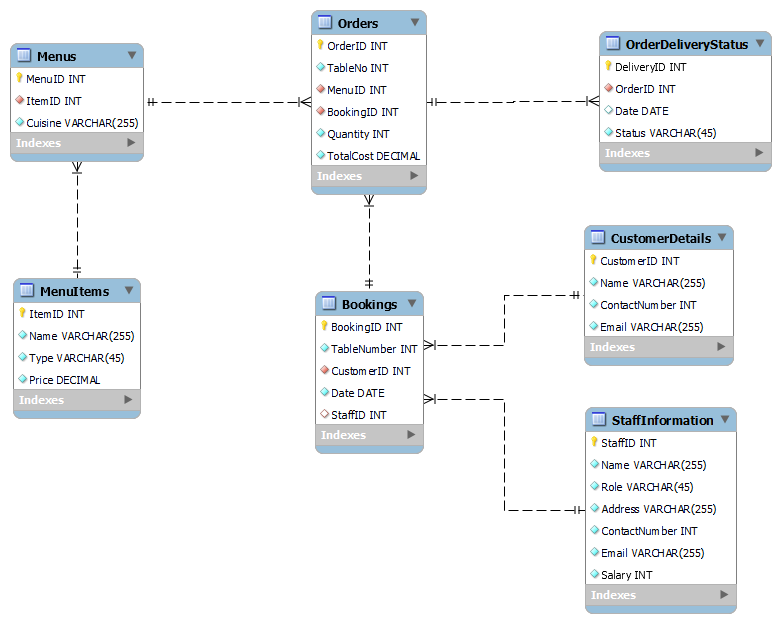 Menus
MenuID INT
ItemID INT
Cuisine VARCHAR(255)
Indexes
Orders
OrderID INT
TableNo INT
MenuID INT
BookingID INT
Quantity INT
TotalCost DECIMAL
Indexes
OrderDeliveryStatus
DeliveryID INT
OrderID INT
Date DATE
Status VARCHAR(45)
Indexes
MenuItems
ItemID INT
Name VARCHAR(255)
Type VARCHAR(45)
Price DECIMAL
Indexes
Bookings
BookingID INT
TableNumber INT
CustomerID INT
Date DATE
StaffID INT
Indexes
CustomerDetails
CustomerID INT
Name VARCHAR(255)
ContactNumber INT
Email VARCHAR(255)
Indexes
StaffInformation
StaffID INT
Name VARCHAR(255)
Role VARCHAR(45)
Address VARCHAR(255)
ContactNumber INT
Email VARCHAR(255)
Salary INT
Indexes